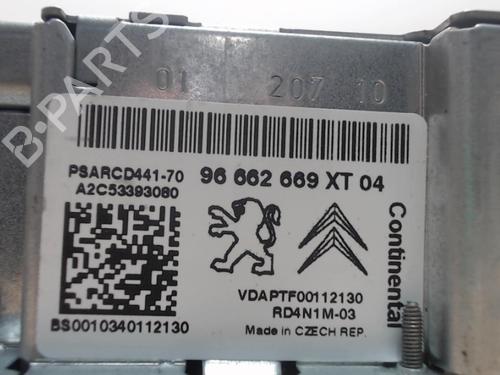 01 207 10
PSARCD441-70
A2C53393080
96 662 669 XT 04
Continental
VDAPTF00112130
RD4N1M-03
BS0010340112130
Made in CZECH REP.
B-PARTS